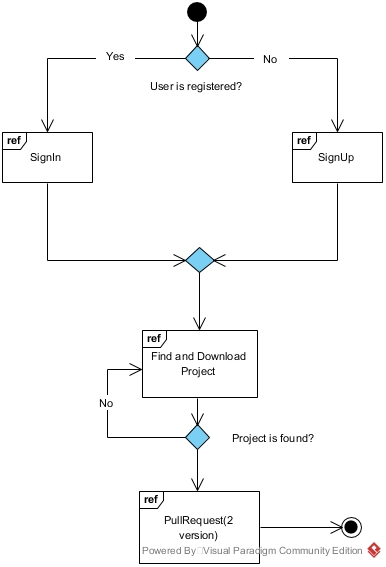 Yes
No
User is registered?
ref
SignIn
ref
SignUp
ref
Find and Download
Project
No
Project is found?
ref
PullRequest(2
version)
Powered By Visual Paradigm Community Edition